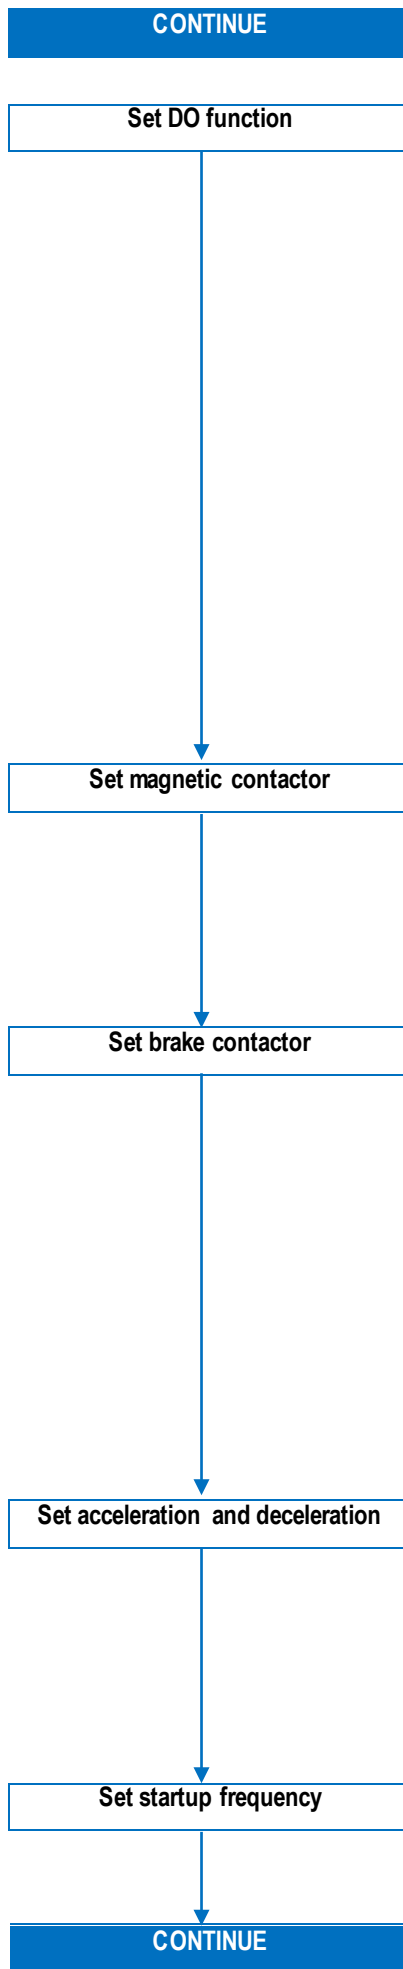 CONTINUE
Set DO function
Set magnetic contactor
Set brake contactor
Set acceleration and deceleration
Set startup frequency
CONTINUE